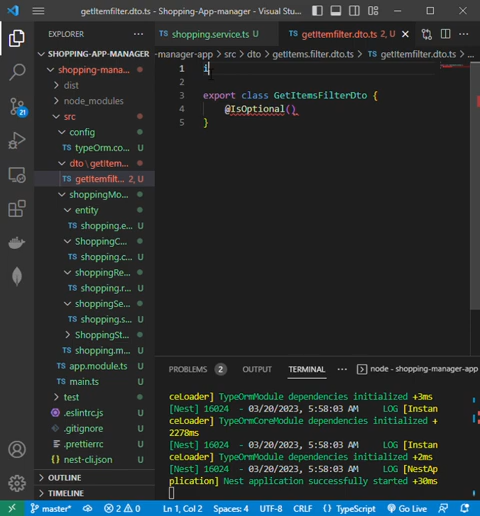 getItemfilter.dto.ts - Shopping-App-manager - Visual Stu...
EXPLORER
SHOPPING-APP-MANAGER
shopping-mana...
dist
node_modules
src
config
typeOrm.co... U
dto\getitem...
getItemfilt... 2, U
shoppingMo...
entity
shopping.e... U
ShoppingC...
shopping.c... U
shoppingRe...
shopping.r... U
shoppingSe...
shopping.s... U
ShoppingSt...
shopping.m... U
app.module.ts U
main.ts U
test
.eslintrc.js U
.gitignore U
.prettierrc U
nest-cli.json U
OUTLINE
TIMELINE
21
shopping.service.ts U
getItemfilter.dto.ts 2, U
-manager-app > src > dto > getItems.filter.dto.ts > getItemfilter.dto.ts > ...
1 i
2
3 export class GetItemsFilterDto {
4 @IsOptional()
5 }
PROBLEMS 2 OUTPUT TERMINAL ... node - shopping-manager-app
ceLoader] TypeOrmModule dependencies initialized +3ms
[Nest] 16024 - 03/20/2023, 5:58:03 AM LOG [Instan
ceLoader] TypeOrmCoreModule dependencies initialized +
2278ms
[Nest] 16024 - 03/20/2023, 5:58:03 AM LOG [Instan
ceLoader] TypeOrmModule dependencies initialized +2ms
[Nest] 16024 - 03/20/2023, 5:58:03 AM LOG [NestAp
plication] Nest application successfully started +30ms
master* 2 0 Ln 1, Col 2 Spaces: 4 UTF-8 CRLF {} TypeScript Go Live